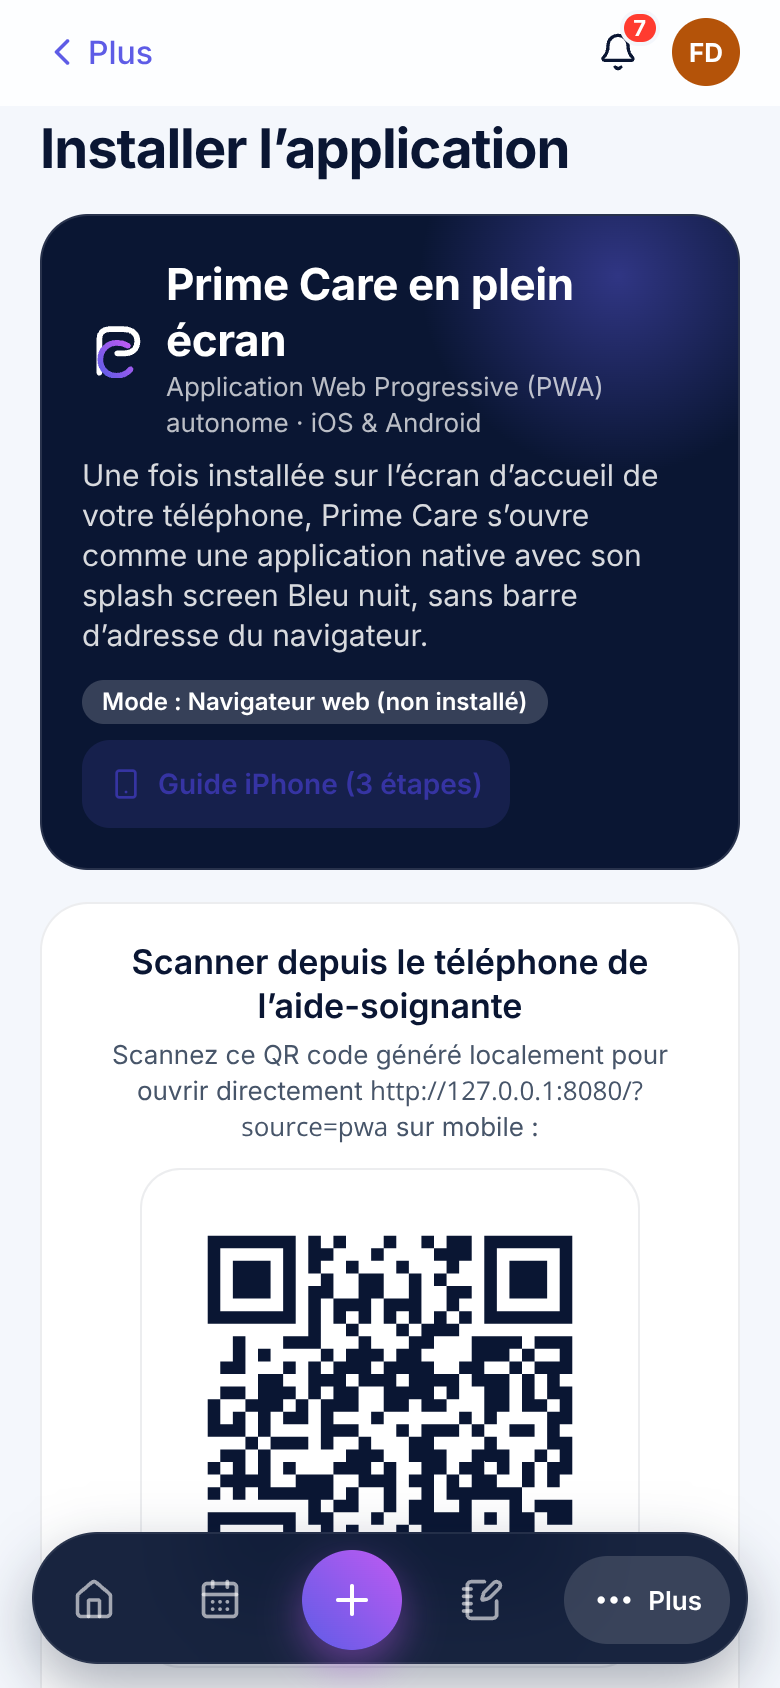 Plus
7
FD
Installer l’application
Prime Care en plein
écran
Application Web Progressive (PWA)
autonome · iOS & Android
Une fois installée sur l’écran d’accueil de
votre téléphone, Prime Care s’ouvre
comme une application native avec son
splash screen Bleu nuit, sans barre
d’adresse du navigateur.
Mode : Navigateur web (non installé)
Guide iPhone (3 étapes)
Scanner depuis le téléphone de
l’aide-soignante
Scannez ce QR code généré localement pour
ouvrir directement http://127.0.0.1:8080/?
source=pwa sur mobile :
Plus